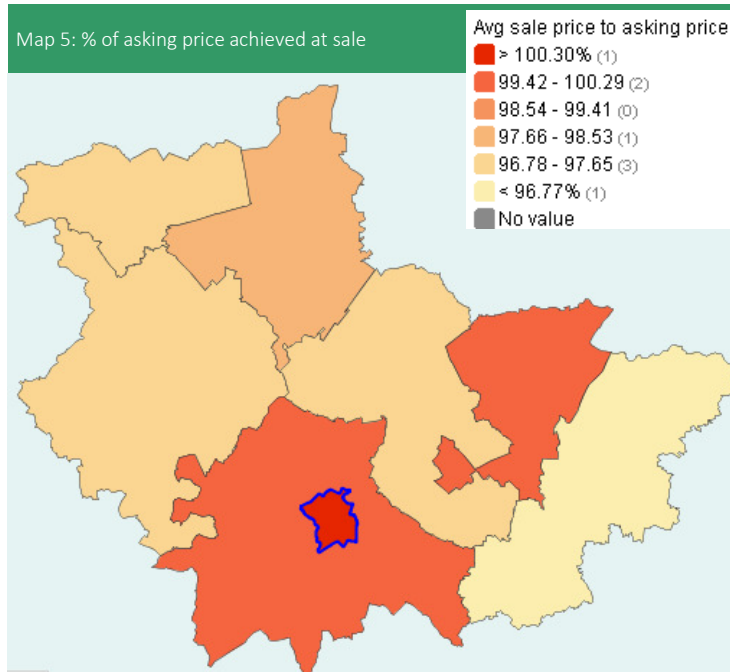 Map 5: % of asking price achieved at sale
Avg sale price to asking price
> 100.30% (1)
99.42 - 100.29 (2)
98.54 - 99.41 (0)
97.66 - 98.53 (1)
96.78 - 97.65 (3)
< 96.77% (1)
No value